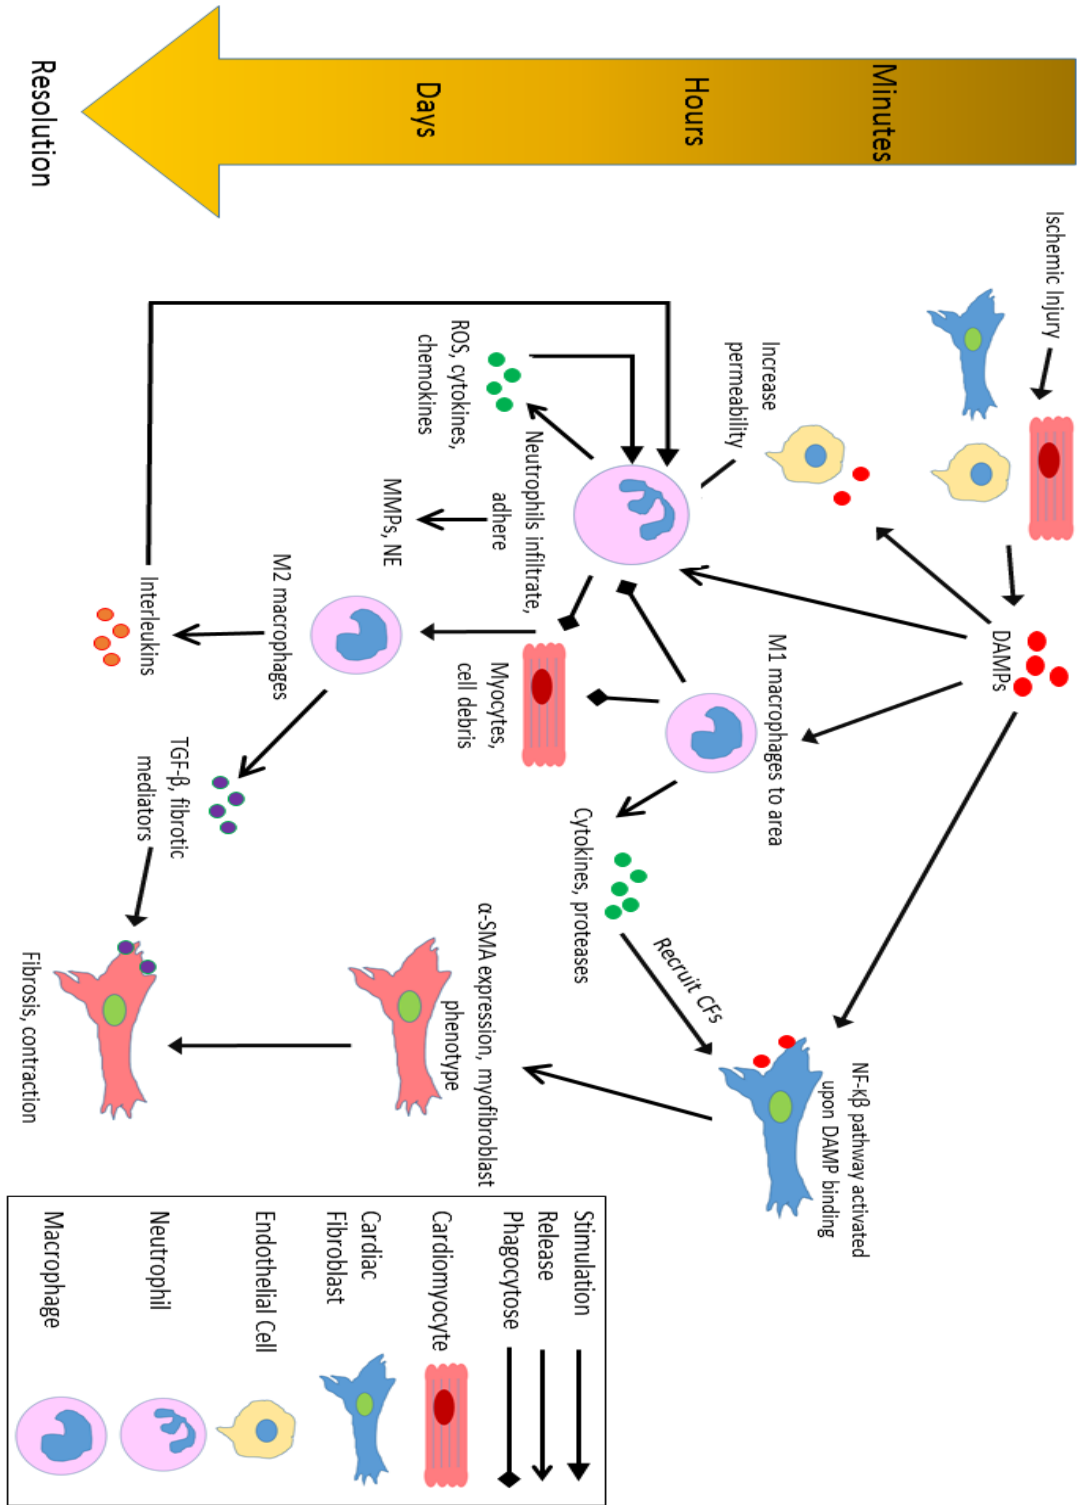 Minutes
Hours
Days
Resolution
Ischemic Injury
DAMPs
Increase
permeability
M1 macrophages to area
NF-κβ pathway activated
upon DAMP binding
Recruit CFs
Cytokines, proteases
Neutrophils infiltrate,
adhere
ROS, cytokines,
chemokines
MMPs, NE
Myocytes,
cell debris
M2 macrophages
Interleukins
TGF-β, fibrotic
mediators
α-SMA expression, myofibroblast
phenotype
Fibrosis, contraction
Stimulation
Release
Phagocytose
Cardiomyocyte
Cardiac
Fibroblast
Endothelial Cell
Neutrophil
Macrophage